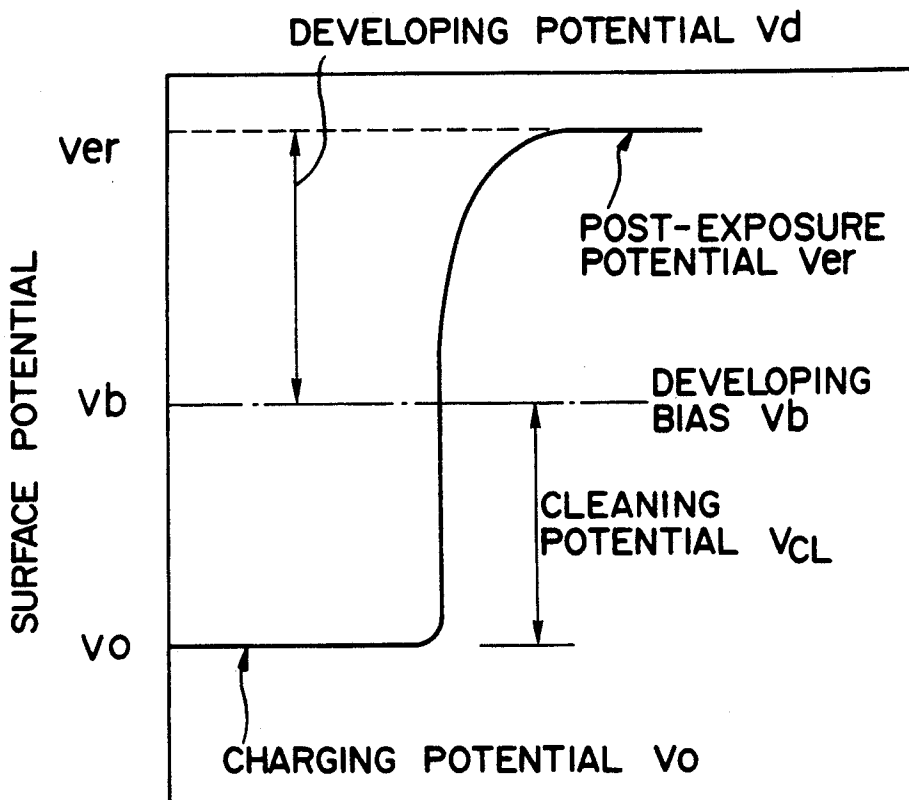 DEVELOPING POTENTIAL Vd
Ver
POST-EXPOSURE
POTENTIAL Ver
SURFACE POTENTIAL
Vb
DEVELOPING
BIAS Vb
CLEANING
POTENTIAL VCL
Vo
CHARGING POTENTIAL Vo